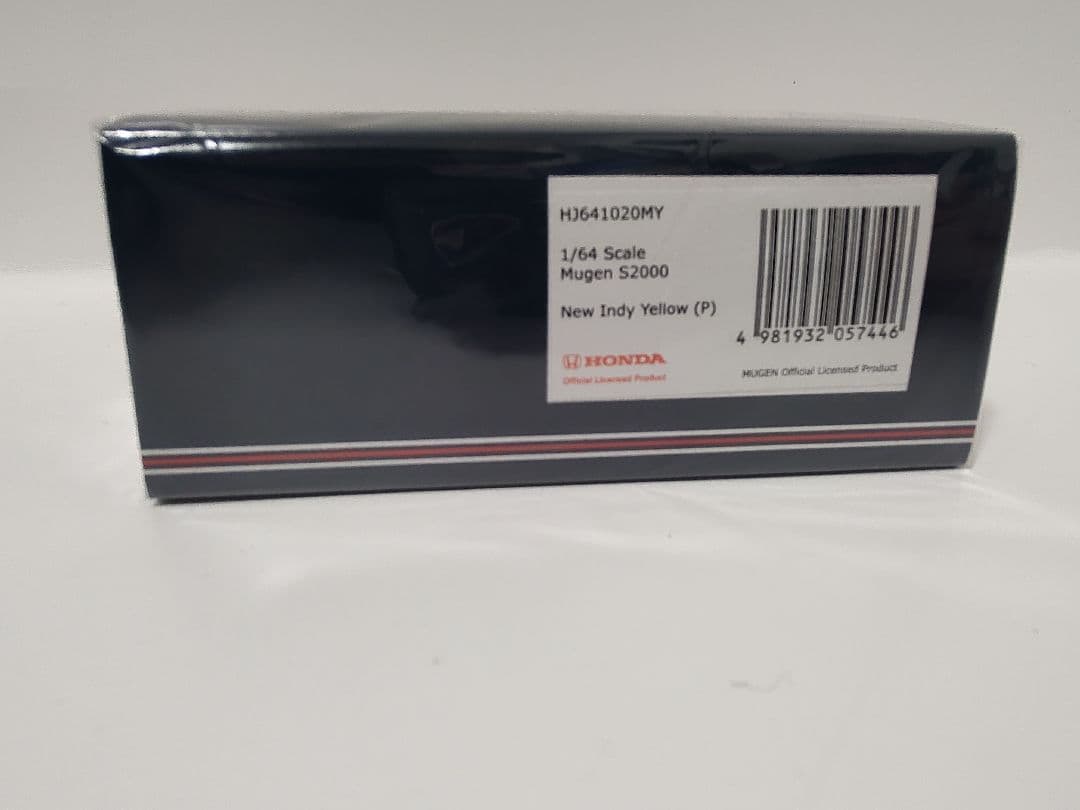 HJ641020MY
1/64 Scale
Mugen S2000
New Indy Yellow (P)
HONDA
Official Licensed Product
4 981932 057446
MUGEN Official Licensed Product